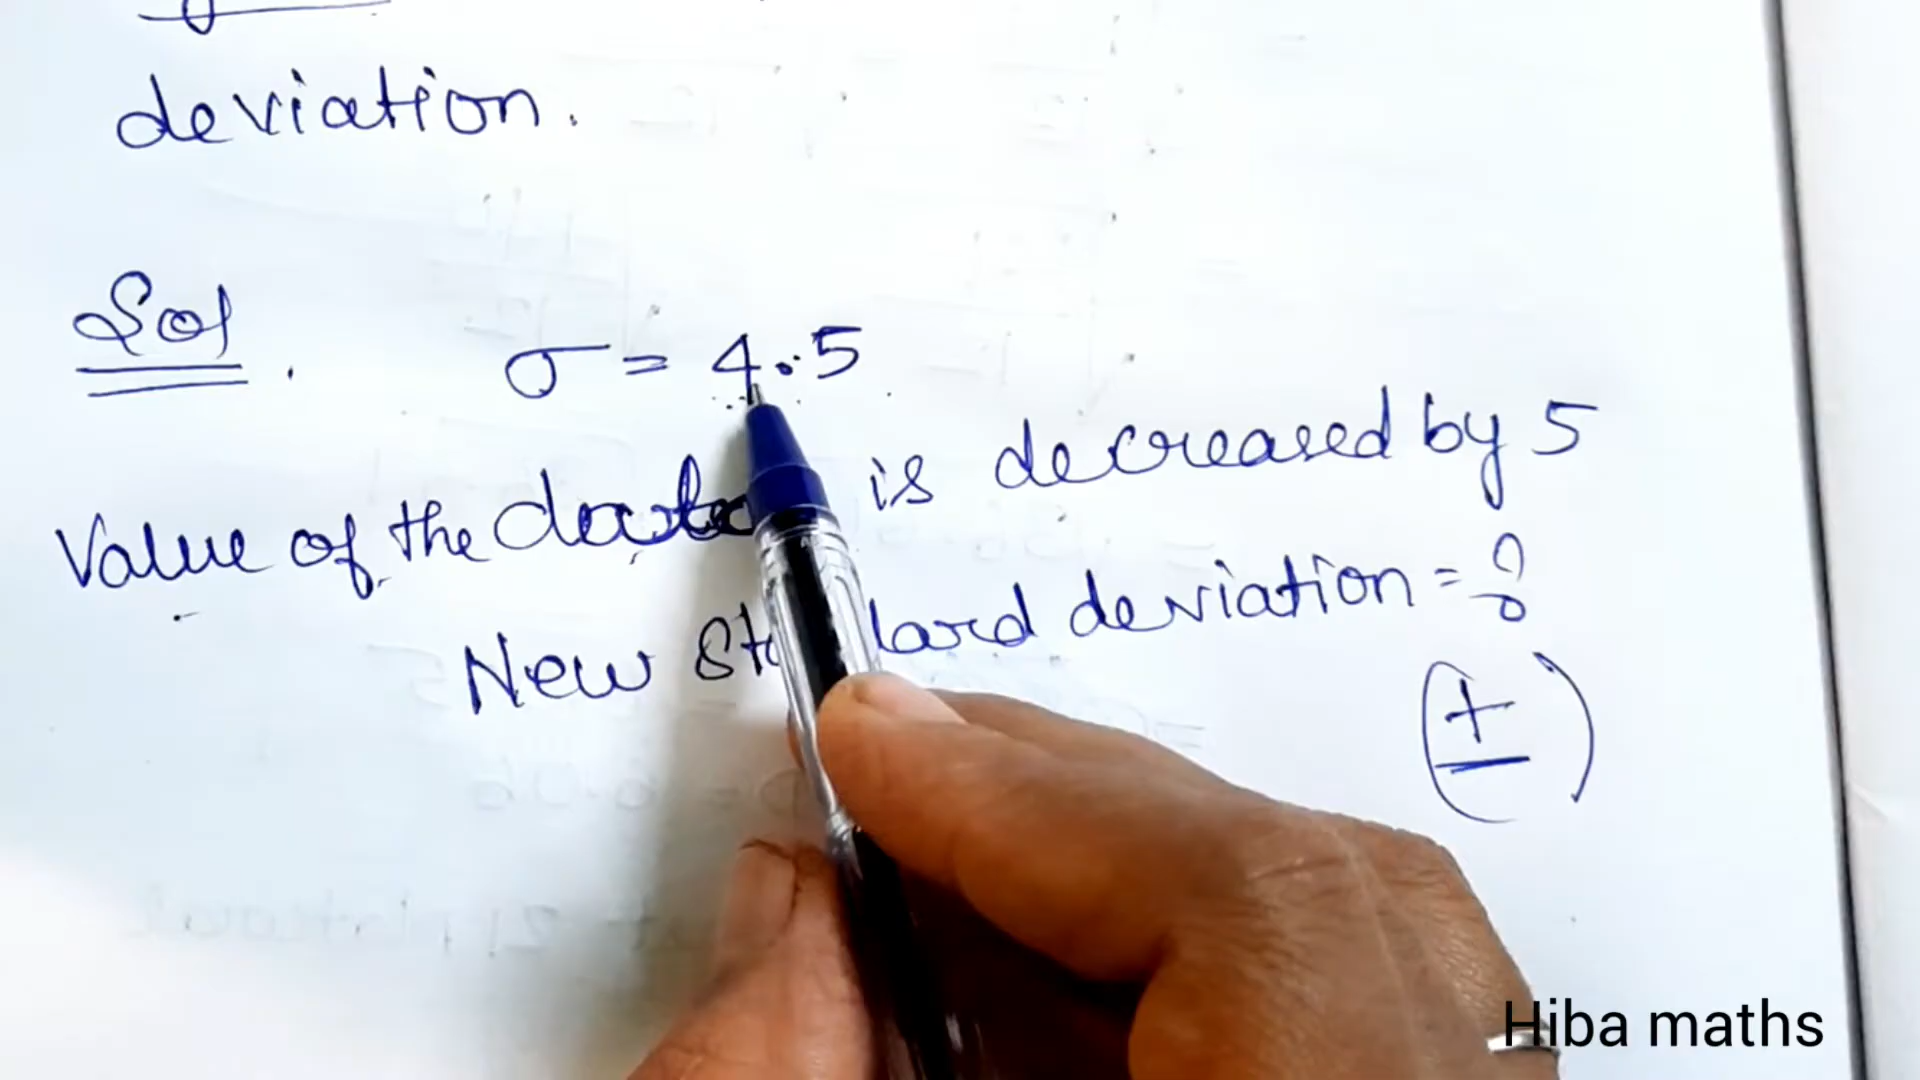 deviation.
Sol.
σ = 4.5
Value of the data is decreased by 5
New standard deviation = ?
(±)
Hiba maths